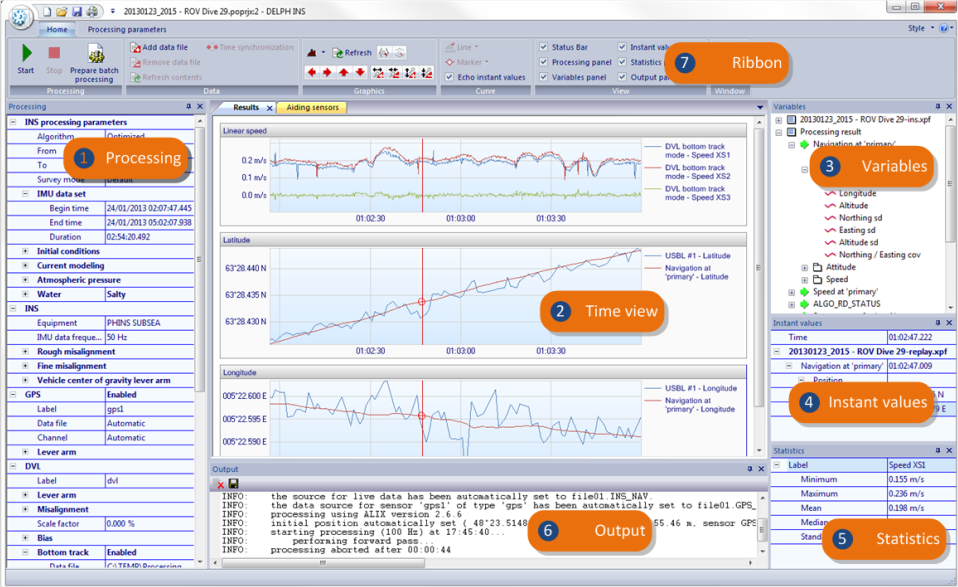 20130123_2015 - ROV Dive 29.poprjx:2 - DELPH INS
Home Processing parameters Style
Start Stop Prepare batch processing
Add data file
Remove data file
Refresh contents
Time synchronization
Refresh
Line
Marker
Echo instant values
Status Bar
Processing panel
Variables panel
Instant
Statistics
Output
7 Ribbon
Processing Data Graphics Curve View Window
Processing
INS processing parameters
Algorithm Optimized
From
To
Survey mode Default
1 Processing
IMU data set
Begin time 24/01/2013 02:07:47.445
End time 24/01/2013 05:02:07.938
Duration 02:54:20.492
Initial conditions
Current modeling
Atmospheric pressure
Water Salty
INS
Equipment PHINS SUBSEA
IMU data freque... 50 Hz
Rough misalignment
Fine misalignment
Vehicle center of gravity lever arm
GPS Enabled
Label gps1
Data file Automatic
Channel Automatic
Lever arm
DVL
Label dvl
Lever arm
Misalignment
Scale factor 0.000 %
Bias
Bottom track Enabled
Data file C:\TEMP\Processing
Results Aiding sensors
Linear speed
0.2 m/s
0.1 m/s
0.0 m/s
01:02:30 01:03:00 01:03:30
DVL bottom track
mode - Speed XS1
DVL bottom track
mode - Speed XS2
DVL bottom track
mode - Speed XS3
Latitude
63°28.440 N
63°28.435 N
63°28.430 N
01:02:30 01:03:00 01:03:30
USBL #1 - Latitude
Navigation at
'primary' - Latitude
2 Time view
Longitude
005°22.600 E
005°22.595 E
005°22.590 E
USBL #1 - Longitude
Navigation at
'primary' - Longitude
Output
INFO: the source for live data has been automatically set to file01.INS_NAV.
INFO: the data source for sensor 'gps1' of type 'gps' has been automatically set to file01.GPS_
INFO: processing using ALIX version 2.6.6
INFO: initial position automatically set ( 48°23.5148 55.46 m, sensor GPS
INFO: starting processing (100 Hz) at 17:45:40...
INFO: performing forward pass...
INFO: processing aborted after 00:00:44
6 Output
Variables
20130123_2015 - ROV Dive 29-ins.xpf
Processing result
Navigation at 'primary'
3 Variables
Longitude
Altitude
Northing sd
Easting sd
Altitude sd
Northing / Easting cov
Attitude
Speed
Speed at 'primary'
ALGO_RD_STATUS
Instant values
Time 01:02:47.222
20130123_2015 - ROV Dive 29-replay.xpf
Navigation at 'primary' 01:02:47.009
Position
4 Instant values
Statistics
Label Speed XS1
Minimum 0.155 m/s
Maximum 0.236 m/s
Mean 0.198 m/s
Median
5 Statistics